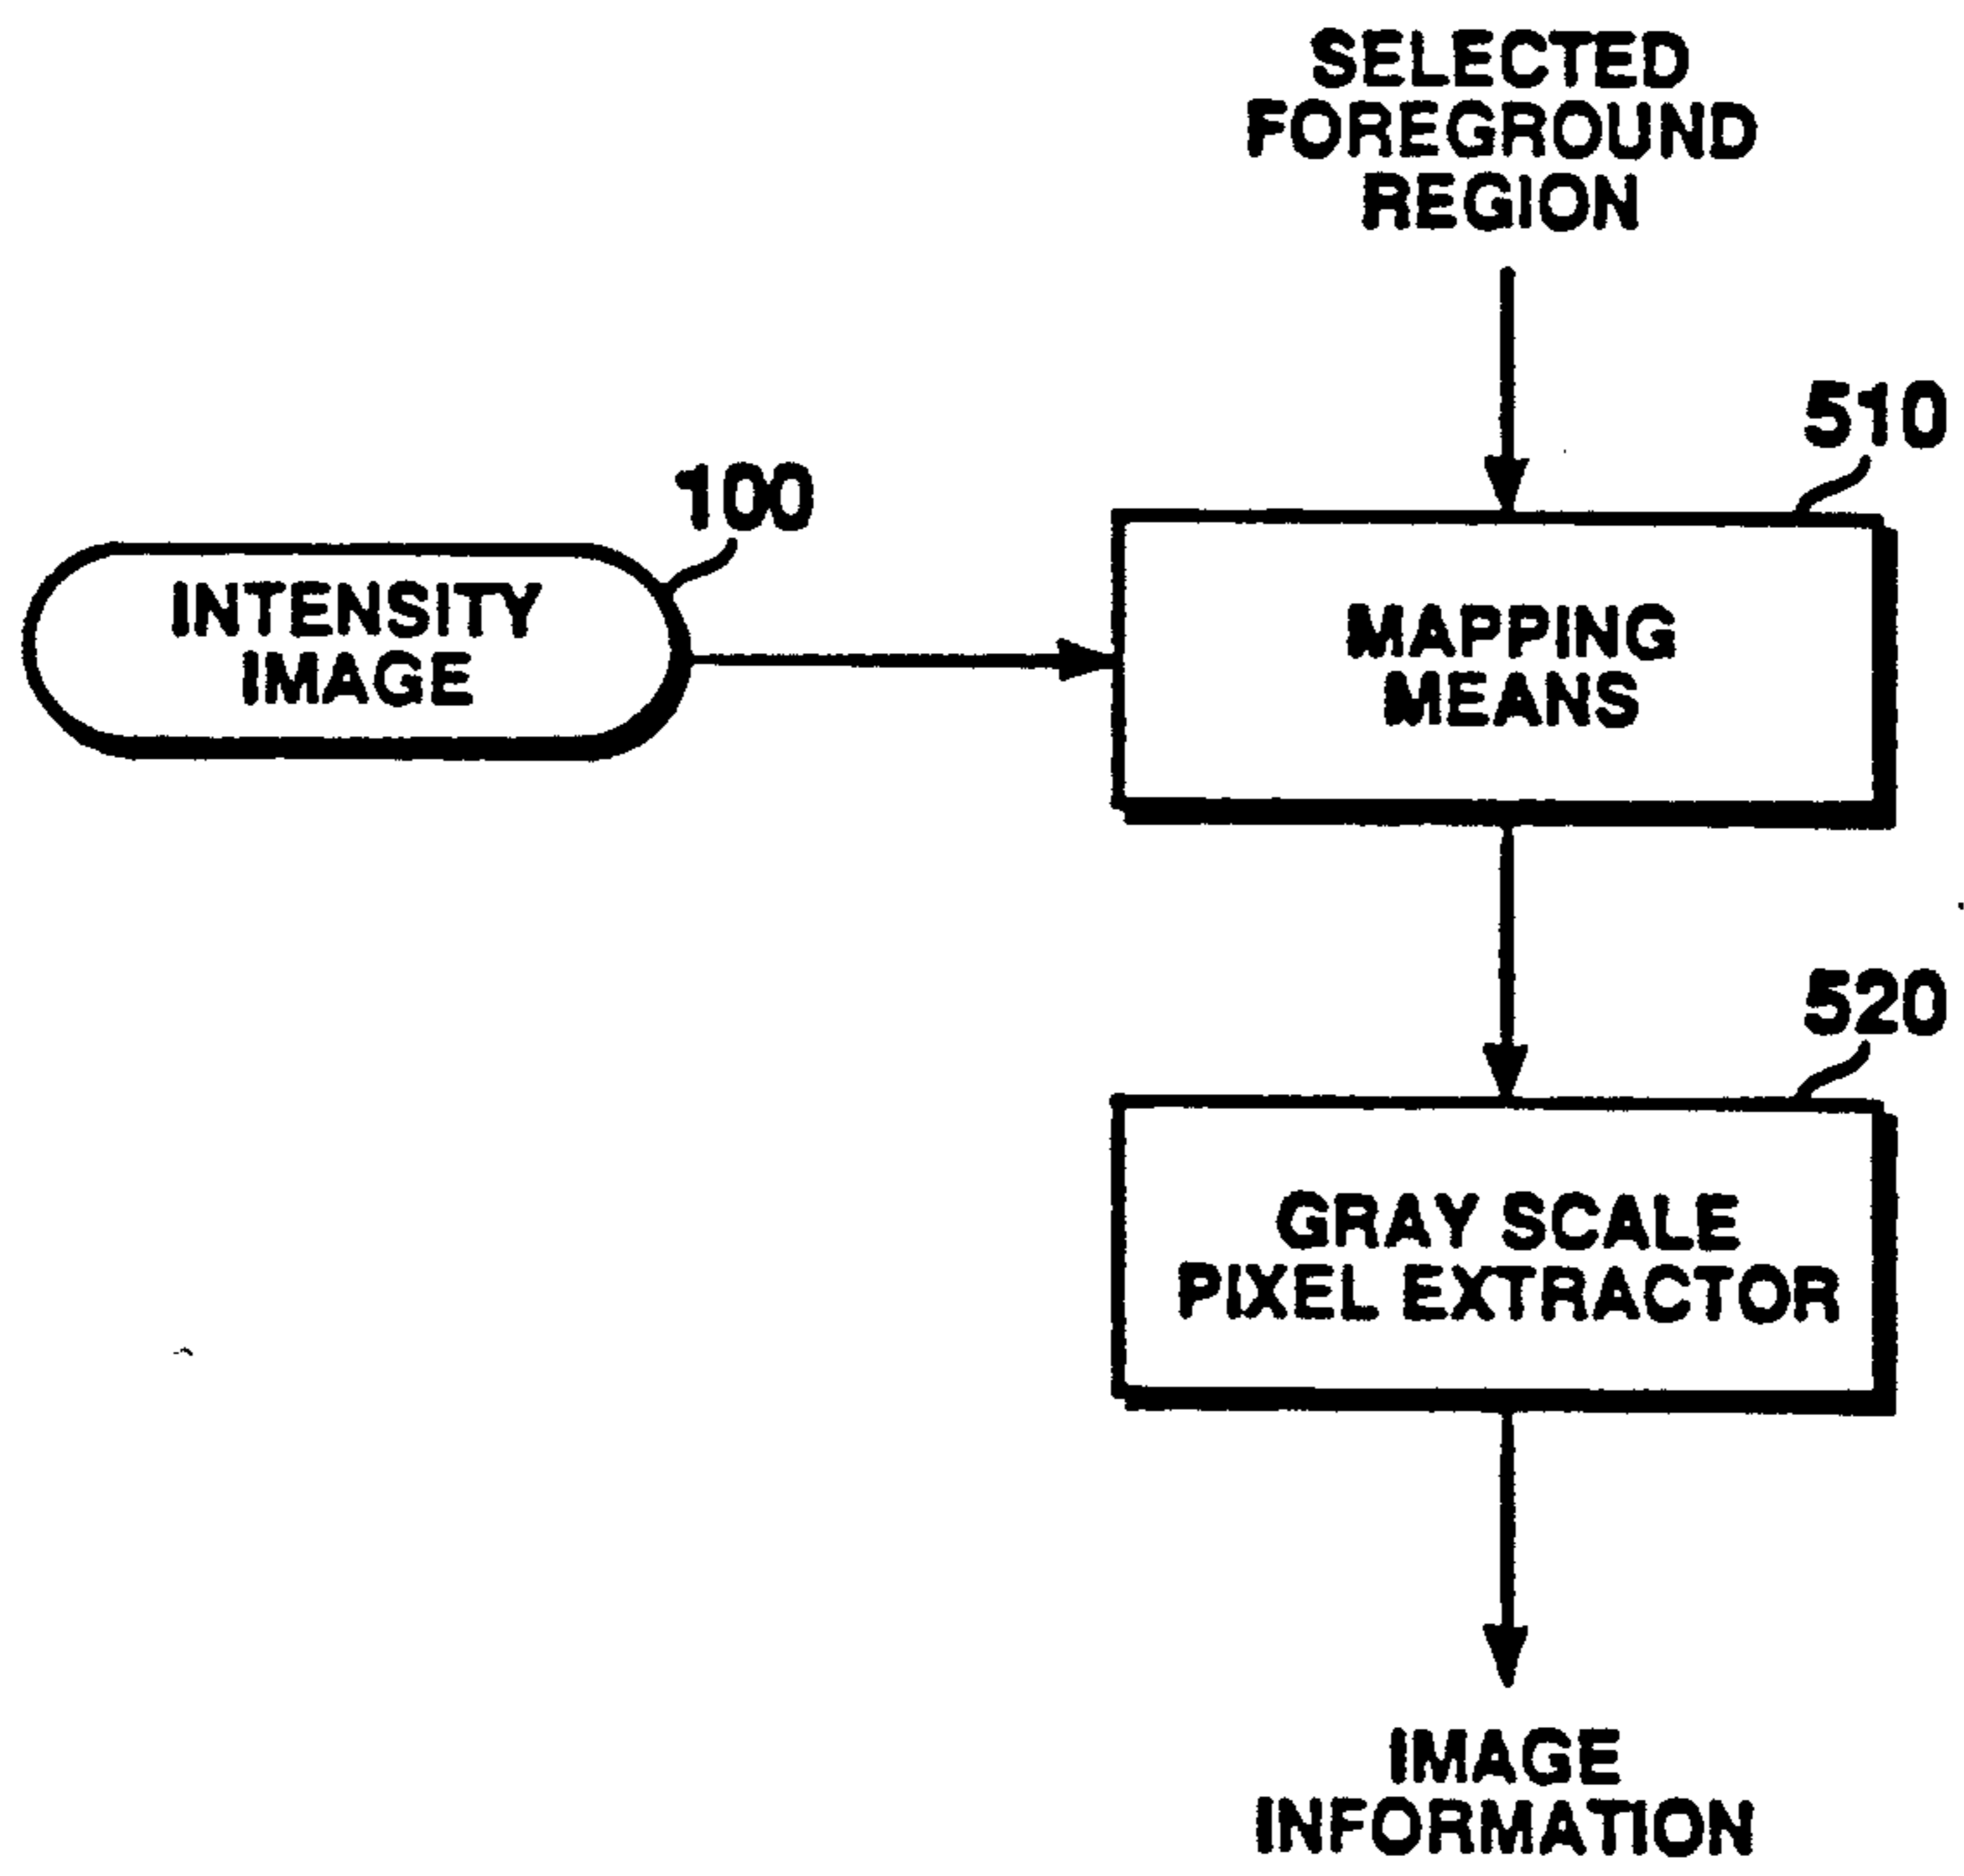 SELECTED
FOREGROUND
REGION
510
100
INTENSITY
IMAGE
MAPPING
MEANS
520
GRAY SCALE
PIXEL EXTRACTOR
IMAGE
INFORMATION